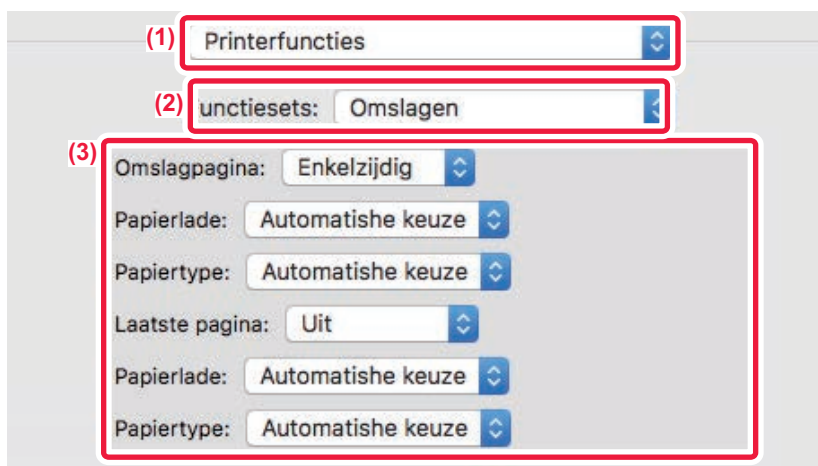 (1) Printerfuncties
(2) unctiesets: Omslagen
(3)
Omslagpagina: Enkelzijdig
Papierlade: Automatishe keuze
Papiertype: Automatishe keuze
Laatste pagina: Uit
Papierlade: Automatishe keuze
Papiertype: Automatishe keuze